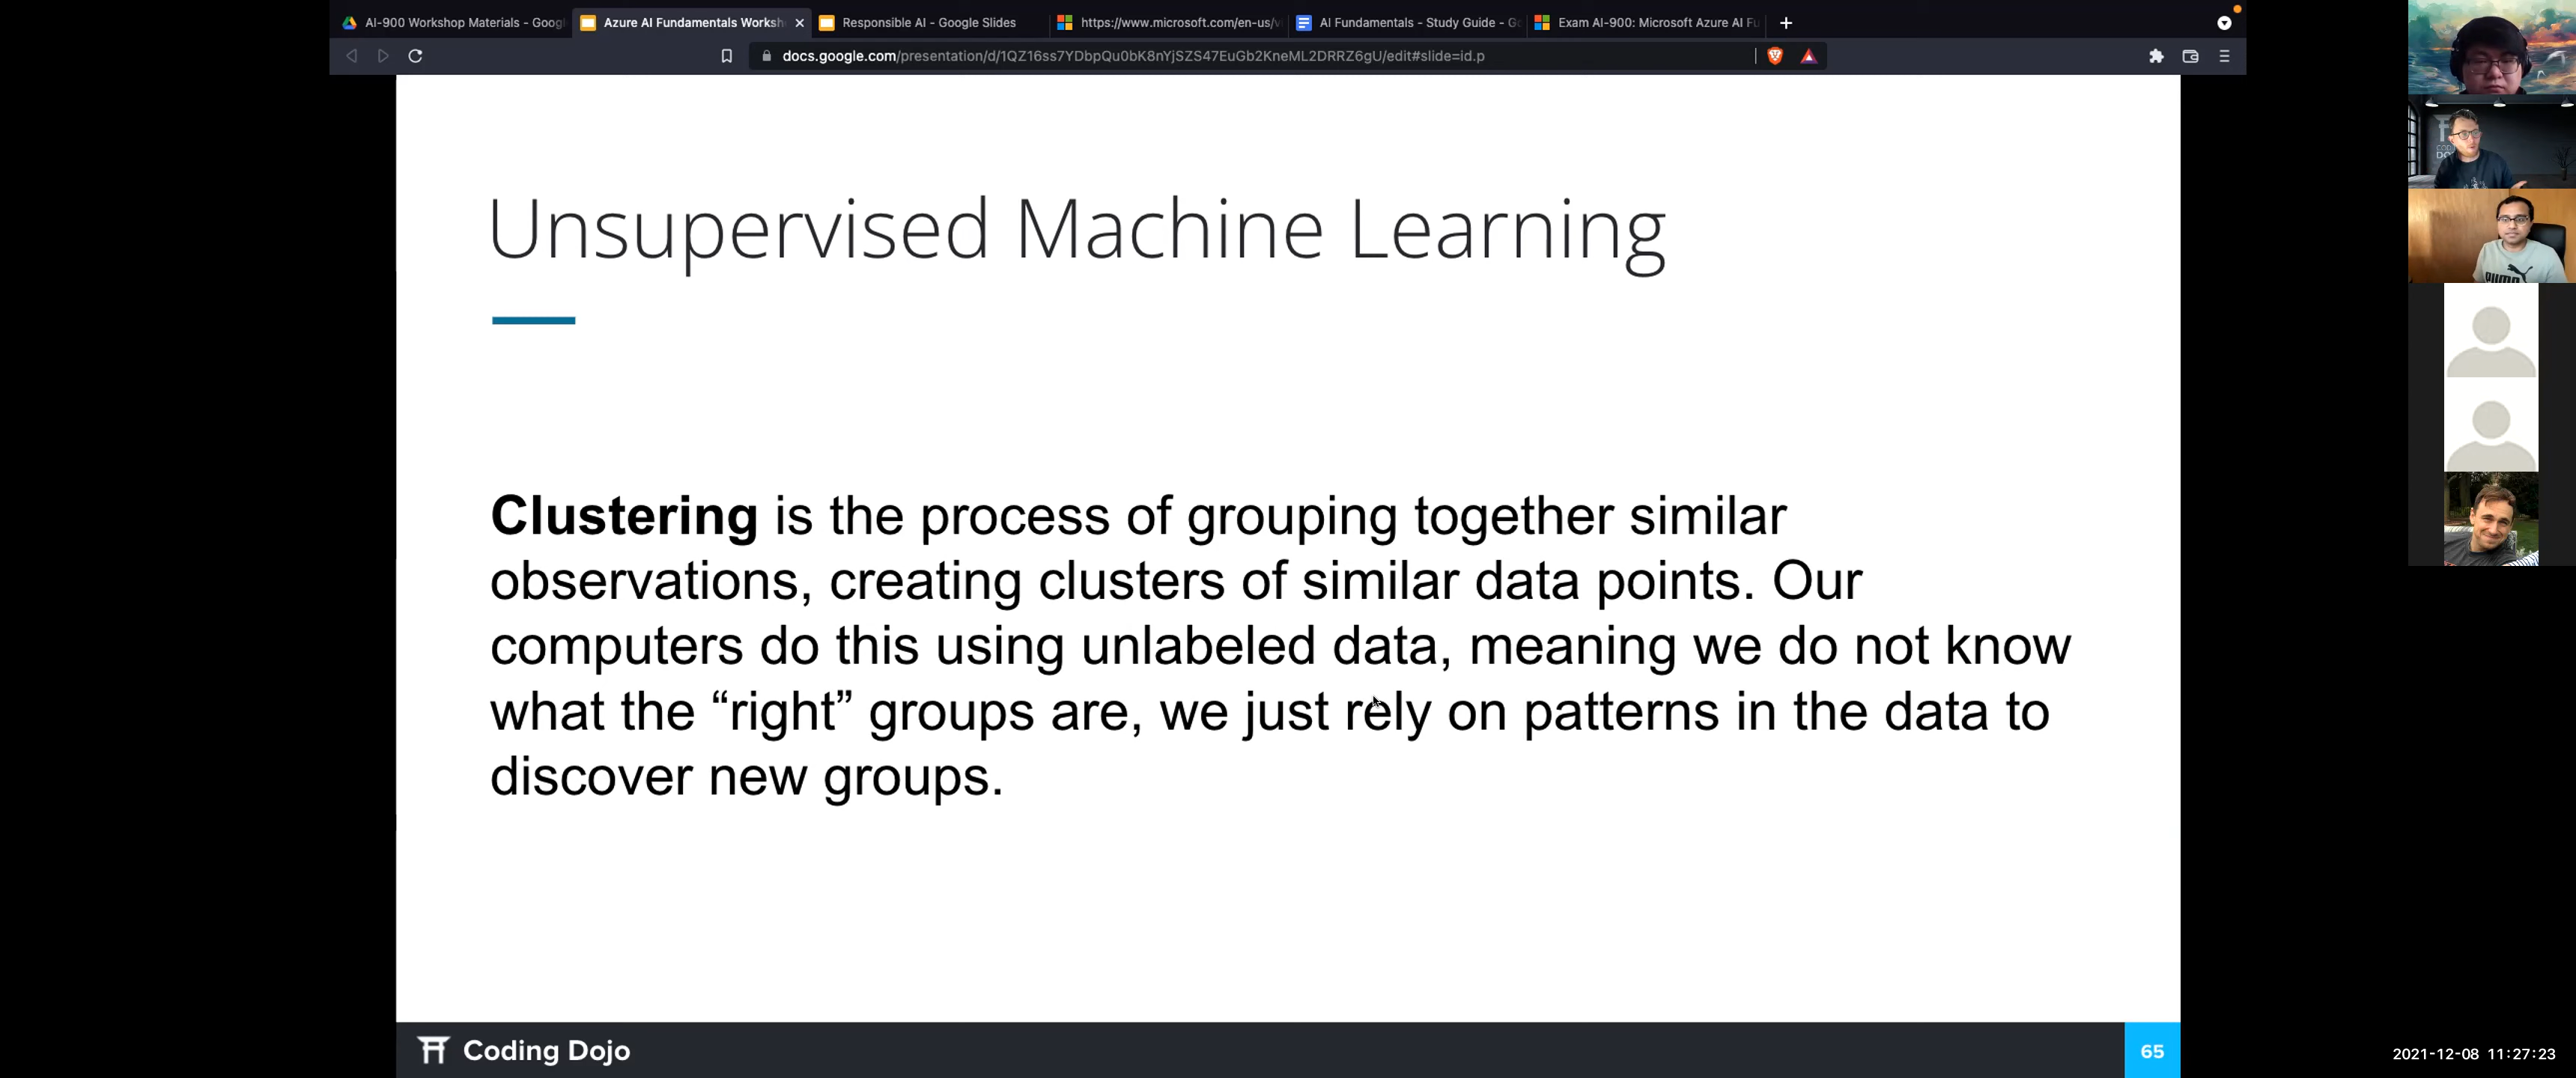 AI-900 Workshop Materials - Googl
Azure AI Fundamentals Worksh
Responsible AI - Google Slides
https://www.microsoft.com/en-us/vi
AI Fundamentals - Study Guide - Go
Exam AI-900: Microsoft Azure AI Fu
docs.google.com/presentation/d/1QZ16ss7YDbpQu0bK8nYjSZS47EuGb2KneML2DRRZ6gU/edit#slide=id.p
Unsupervised Machine Learning
Clustering is the process of grouping together similar
observations, creating clusters of similar data points. Our
computers do this using unlabeled data, meaning we do not know
what the “right” groups are, we just rely on patterns in the data to
discover new groups.
Coding Dojo
65
2021-12-08 11:27:23